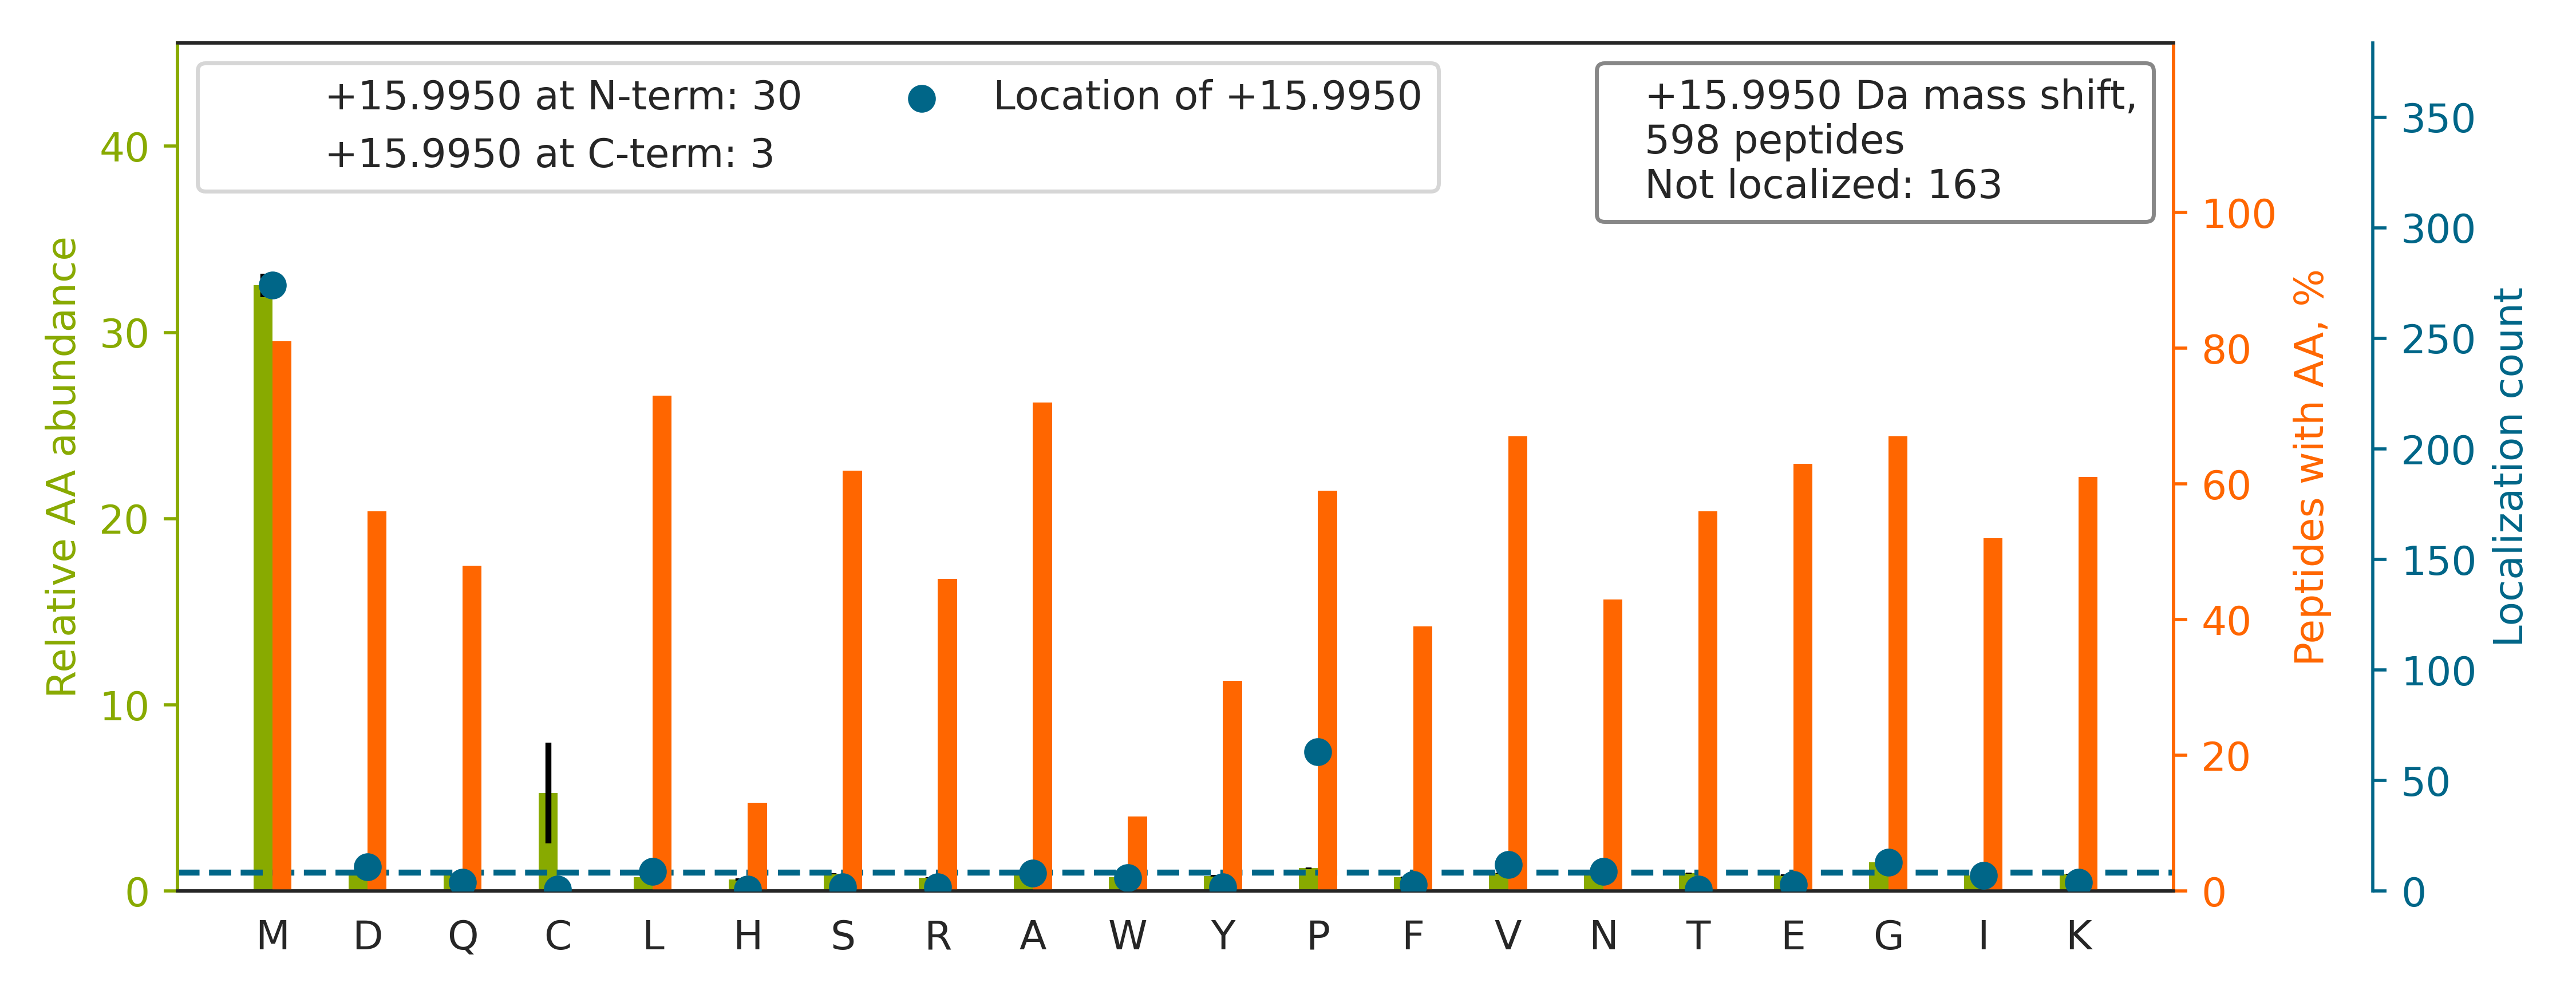 +15.9950 at N-term: 30
+15.9950 at C-term: 3
Location of +15.9950
+15.9950 Da mass shift,
598 peptides
Not localized: 163
Relative AA abundance
40
30
20
10
0
M D Q C L H S R A W Y P F V N T E G I K
100
80
60
40
20
0
Peptides with AA, %
350
300
250
200
150
100
50
0
Localization count